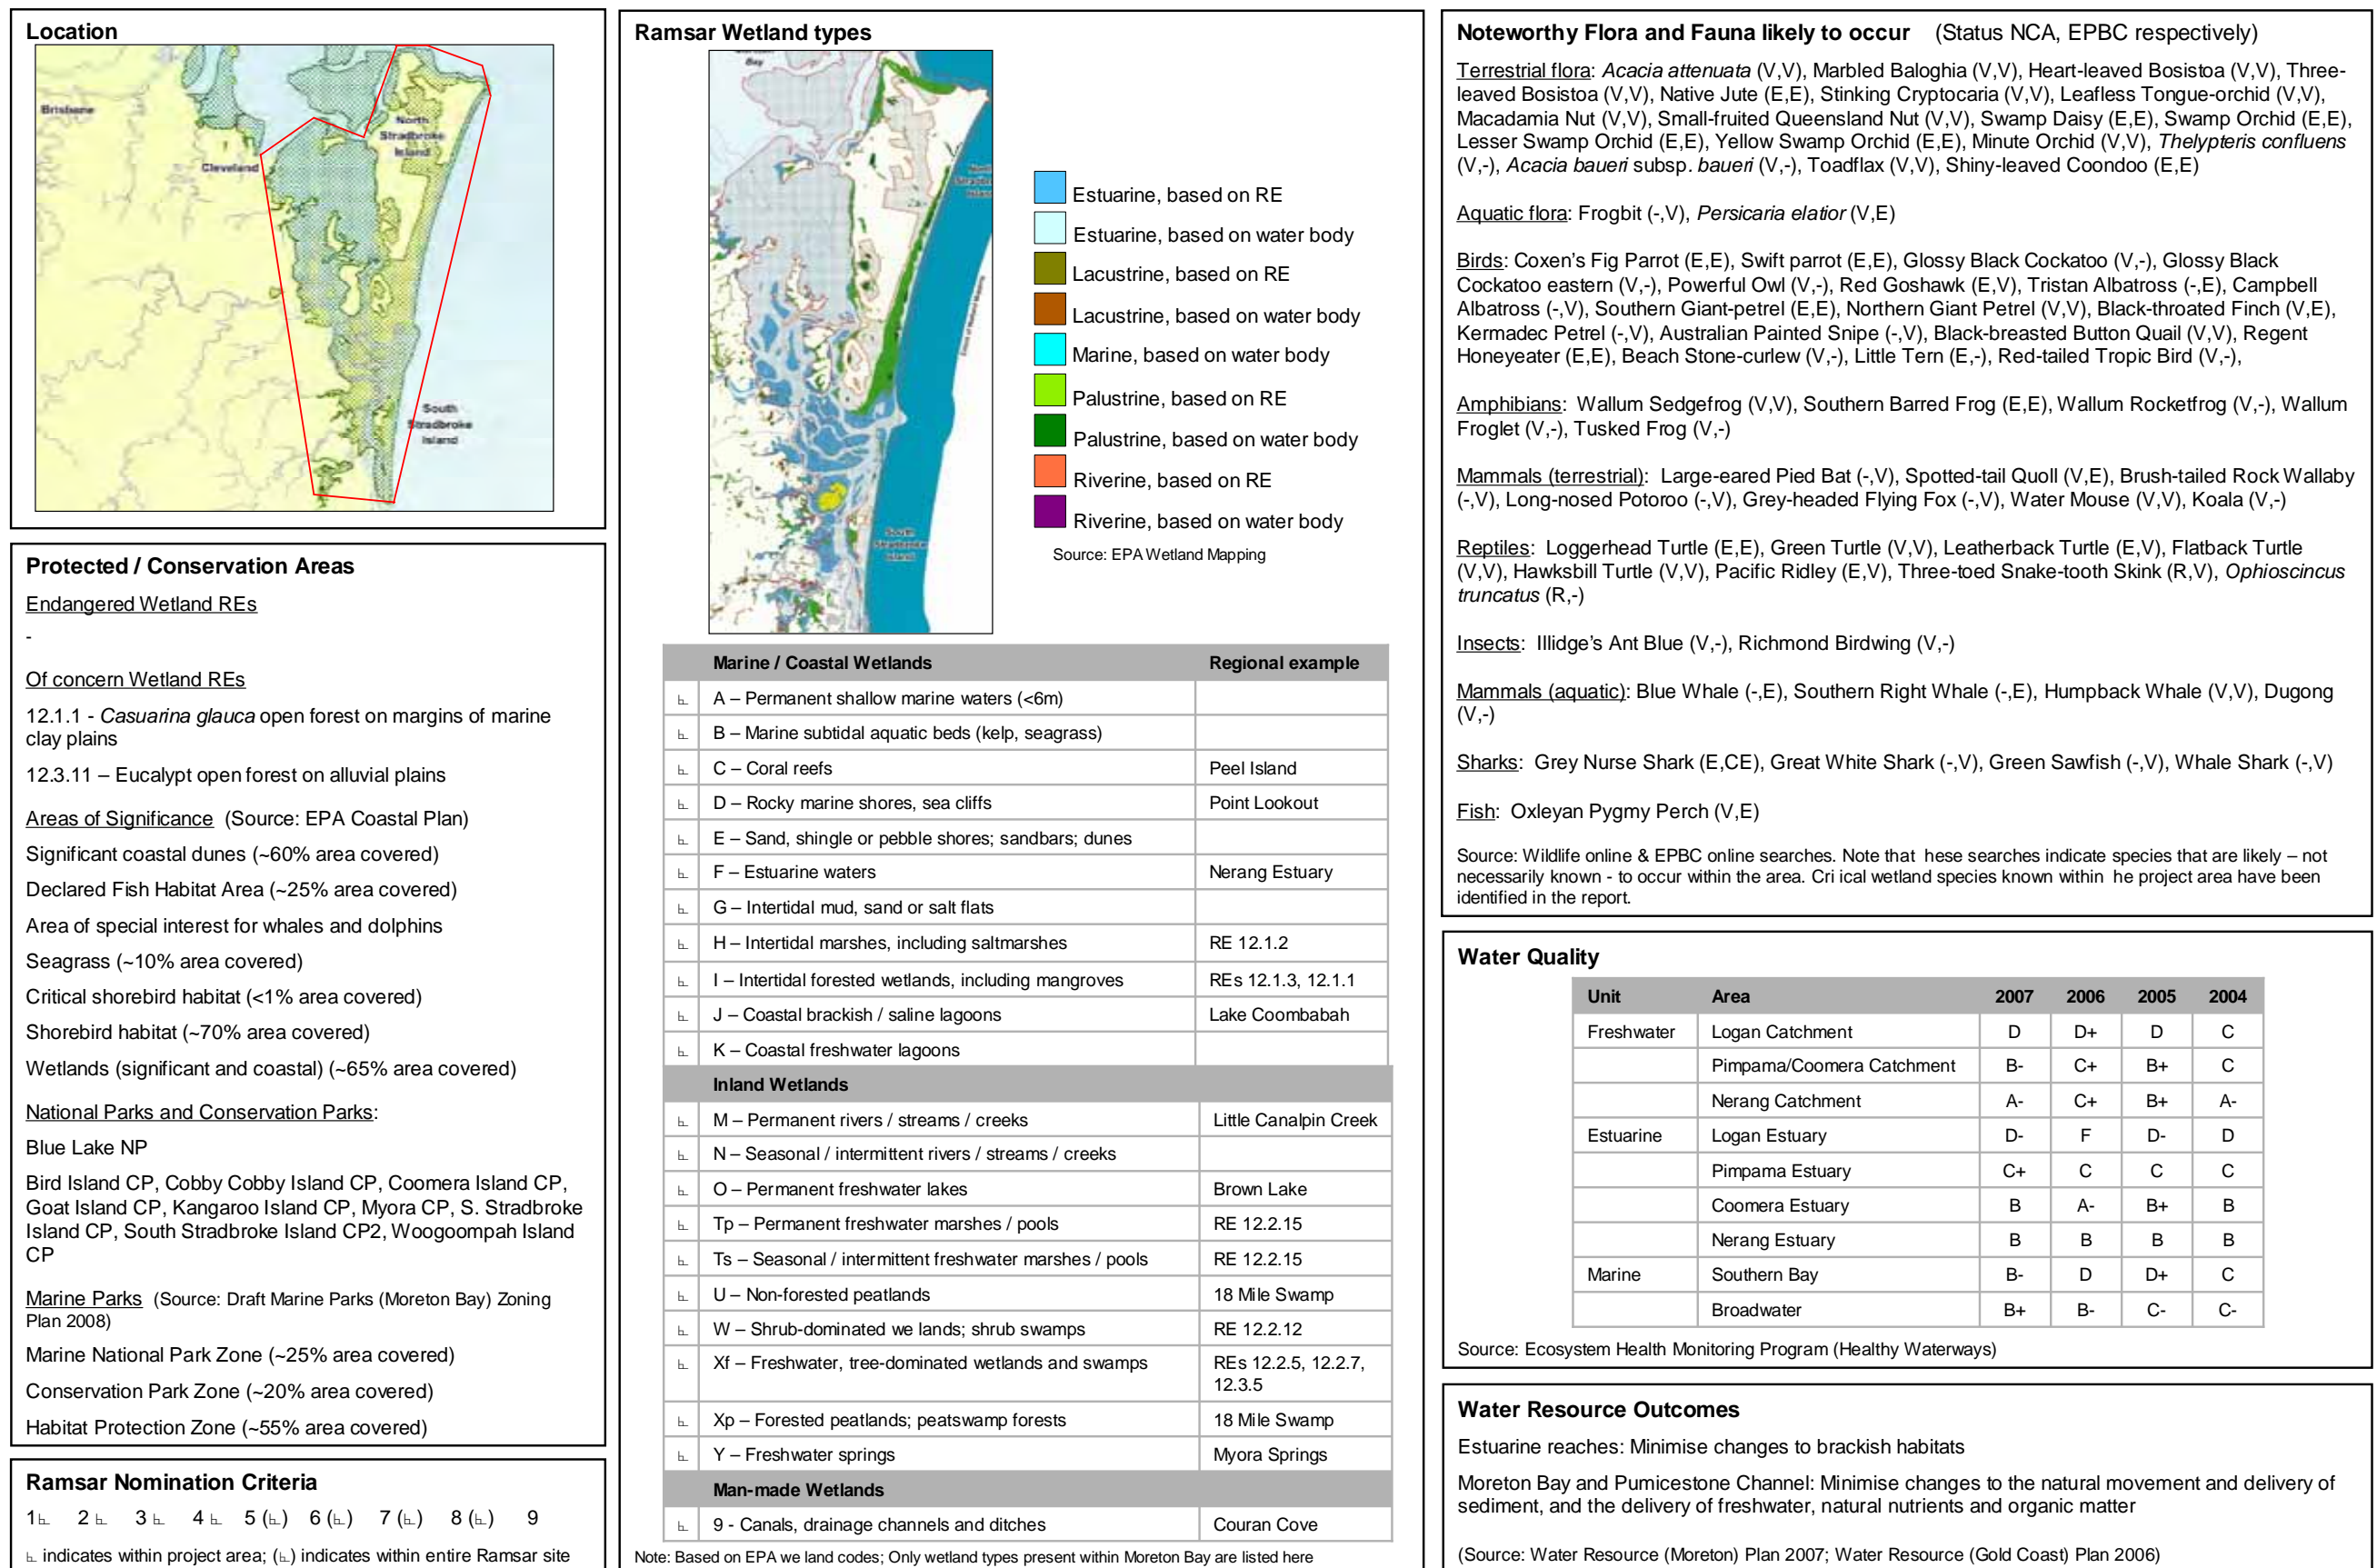 Location
Brisbane
Cleveland
North
Stradbroke
Island
South
Stradbroke
Island
Protected / Conservation Areas
Endangered Wetland REs
-
Of concern Wetland REs
12.1.1 - Casuarina glauca open forest on margins of marine
clay plains
12.3.11 – Eucalypt open forest on alluvial plains
Areas of Significance (Source: EPA Coastal Plan)
Significant coastal dunes (~60% area covered)
Declared Fish Habitat Area (~25% area covered)
Area of special interest for whales and dolphins
Seagrass (~10% area covered)
Critical shorebird habitat (<1% area covered)
Shorebird habitat (~70% area covered)
Wetlands (significant and coastal) (~65% area covered)
National Parks and Conservation Parks:
Blue Lake NP
Bird Island CP, Cobby Cobby Island CP, Coomera Island CP,
Goat Island CP, Kangaroo Island CP, Myora CP, S. Stradbroke
Island CP, South Stradbroke Island CP2, Woogoompah Island
CP
Marine Parks (Source: Draft Marine Parks (Moreton Bay) Zoning
Plan 2008)
Marine National Park Zone (~25% area covered)
Conservation Park Zone (~20% area covered)
Habitat Protection Zone (~55% area covered)
Ramsar Nomination Criteria
1 ⊾ 2 ⊾ 3 ⊾ 4 ⊾ 5 (⊾) 6 (⊾) 7 (⊾) 8 (⊾) 9
⊾ indicates within project area; (⊾) indicates within entire Ramsar site
Ramsar Wetland types
Bay
South
Stradbroke
Island
Estuarine, based on RE
Estuarine, based on water body
Lacustrine, based on RE
Lacustrine, based on water body
Marine, based on water body
Palustrine, based on RE
Palustrine, based on water body
Riverine, based on RE
Riverine, based on water body
Source: EPA Wetland Mapping
Marine / Coastal Wetlands Regional example
⊾ A – Permanent shallow marine waters (<6m)
⊾ B – Marine subtidal aquatic beds (kelp, seagrass)
⊾ C – Coral reefs Peel Island
⊾ D – Rocky marine shores, sea cliffs Point Lookout
⊾ E – Sand, shingle or pebble shores; sandbars; dunes
⊾ F – Estuarine waters Nerang Estuary
⊾ G – Intertidal mud, sand or salt flats
⊾ H – Intertidal marshes, including saltmarshes RE 12.1.2
⊾ I – Intertidal forested wetlands, including mangroves REs 12.1.3, 12.1.1
⊾ J – Coastal brackish / saline lagoons Lake Coombabah
⊾ K – Coastal freshwater lagoons
Inland Wetlands
⊾ M – Permanent rivers / streams / creeks Little Canalpin Creek
⊾ N – Seasonal / intermittent rivers / streams / creeks
⊾ O – Permanent freshwater lakes Brown Lake
⊾ Tp – Permanent freshwater marshes / pools RE 12.2.15
⊾ Ts – Seasonal / intermittent freshwater marshes / pools RE 12.2.15
⊾ U – Non-forested peatlands 18 Mile Swamp
⊾ W – Shrub-dominated we lands; shrub swamps RE 12.2.12
⊾ Xf – Freshwater, tree-dominated wetlands and swamps REs 12.2.5, 12.2.7,
12.3.5
⊾ Xp – Forested peatlands; peatswamp forests 18 Mile Swamp
⊾ Y – Freshwater springs Myora Springs
Man-made Wetlands
⊾ 9 - Canals, drainage channels and ditches Couran Cove
Note: Based on EPA we land codes; Only wetland types present within Moreton Bay are listed here
Noteworthy Flora and Fauna likely to occur (Status NCA, EPBC respectively)
Terrestrial flora: Acacia attenuata (V,V), Marbled Baloghia (V,V), Heart-leaved Bosistoa (V,V), Three-
leaved Bosistoa (V,V), Native Jute (E,E), Stinking Cryptocaria (V,V), Leafless Tongue-orchid (V,V),
Macadamia Nut (V,V), Small-fruited Queensland Nut (V,V), Swamp Daisy (E,E), Swamp Orchid (E,E),
Lesser Swamp Orchid (E,E), Yellow Swamp Orchid (E,E), Minute Orchid (V,V), Thelypteris confluens
(V,-), Acacia baueri subsp. baueri (V,-), Toadflax (V,V), Shiny-leaved Coondoo (E,E)
Aquatic flora: Frogbit (-,V), Persicaria elatior (V,E)
Birds: Coxen's Fig Parrot (E,E), Swift parrot (E,E), Glossy Black Cockatoo (V,-), Glossy Black
Cockatoo eastern (V,-), Powerful Owl (V,-), Red Goshawk (E,V), Tristan Albatross (-,E), Campbell
Albatross (-,V), Southern Giant-petrel (E,E), Northern Giant Petrel (V,V), Black-throated Finch (V,E),
Kermadec Petrel (-,V), Australian Painted Snipe (-,V), Black-breasted Button Quail (V,V), Regent
Honeyeater (E,E), Beach Stone-curlew (V,-), Little Tern (E,-), Red-tailed Tropic Bird (V,-),
Amphibians: Wallum Sedgefrog (V,V), Southern Barred Frog (E,E), Wallum Rocketfrog (V,-), Wallum
Froglet (V,-), Tusked Frog (V,-)
Mammals (terrestrial): Large-eared Pied Bat (-,V), Spotted-tail Quoll (V,E), Brush-tailed Rock Wallaby
(-,V), Long-nosed Potoroo (-,V), Grey-headed Flying Fox (-,V), Water Mouse (V,V), Koala (V,-)
Reptiles: Loggerhead Turtle (E,E), Green Turtle (V,V), Leatherback Turtle (E,V), Flatback Turtle
(V,V), Hawksbill Turtle (V,V), Pacific Ridley (E,V), Three-toed Snake-tooth Skink (R,V), Ophioscincus
truncatus (R,-)
Insects: Illidge's Ant Blue (V,-), Richmond Birdwing (V,-)
Mammals (aquatic): Blue Whale (-,E), Southern Right Whale (-,E), Humpback Whale (V,V), Dugong
(V,-)
Sharks: Grey Nurse Shark (E,CE), Great White Shark (-,V), Green Sawfish (-,V), Whale Shark (-,V)
Fish: Oxleyan Pygmy Perch (V,E)
Source: Wildlife online & EPBC online searches. Note that hese searches indicate species that are likely – not
necessarily known - to occur within the area. Cri ical wetland species known within he project area have been
identified in the report.
Water Quality
Unit Area 2007 2006 2005 2004
Freshwater Logan Catchment D D+ D C
Pimpama/Coomera Catchment B- C+ B+ C
Nerang Catchment A- C+ B+ A-
Estuarine Logan Estuary D- F D- D
Pimpama Estuary C+ C C C
Coomera Estuary B A- B+ B
Nerang Estuary B B B B
Marine Southern Bay B- D D+ C
Broadwater B+ B- C- C-
Source: Ecosystem Health Monitoring Program (Healthy Waterways)
Water Resource Outcomes
Estuarine reaches: Minimise changes to brackish habitats
Moreton Bay and Pumicestone Channel: Minimise changes to the natural movement and delivery of
sediment, and the delivery of freshwater, natural nutrients and organic matter
(Source: Water Resource (Moreton) Plan 2007; Water Resource (Gold Coast) Plan 2006)